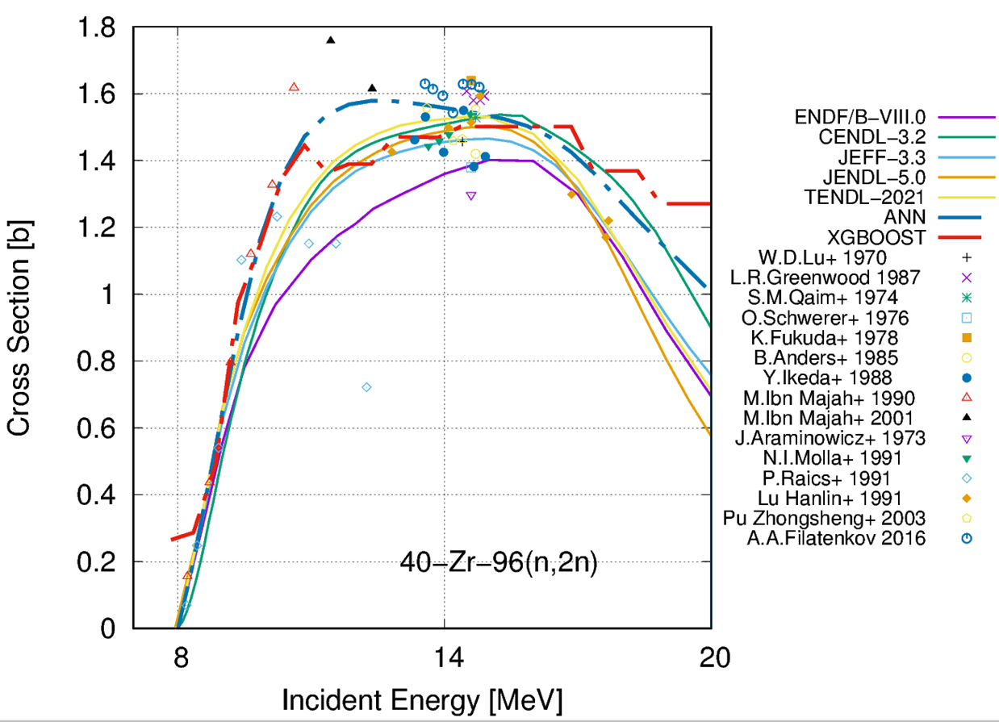 1.8
1.6
1.4
1.2
1
0.8
0.6
0.4
0.2
0
Cross Section [b]
8
14
20
Incident Energy [MeV]
40−Zr−96(n,2n)
ENDF/B−VIII.0
CENDL−3.2
JEFF−3.3
JENDL−5.0
TENDL−2021
ANN
XGBOOST
W.D.Lu+ 1970
L.R.Greenwood 1987
S.M.Qaim+ 1974
O.Schwerer+ 1976
K.Fukuda+ 1978
B.Anders+ 1985
Y.Ikeda+ 1988
M.Ibn Majah+ 1990
M.Ibn Majah+ 2001
J.Araminowicz+ 1973
N.I.Molla+ 1991
P.Raics+ 1991
Lu Hanlin+ 1991
Pu Zhongsheng+ 2003
A.A.Filatenkov 2016